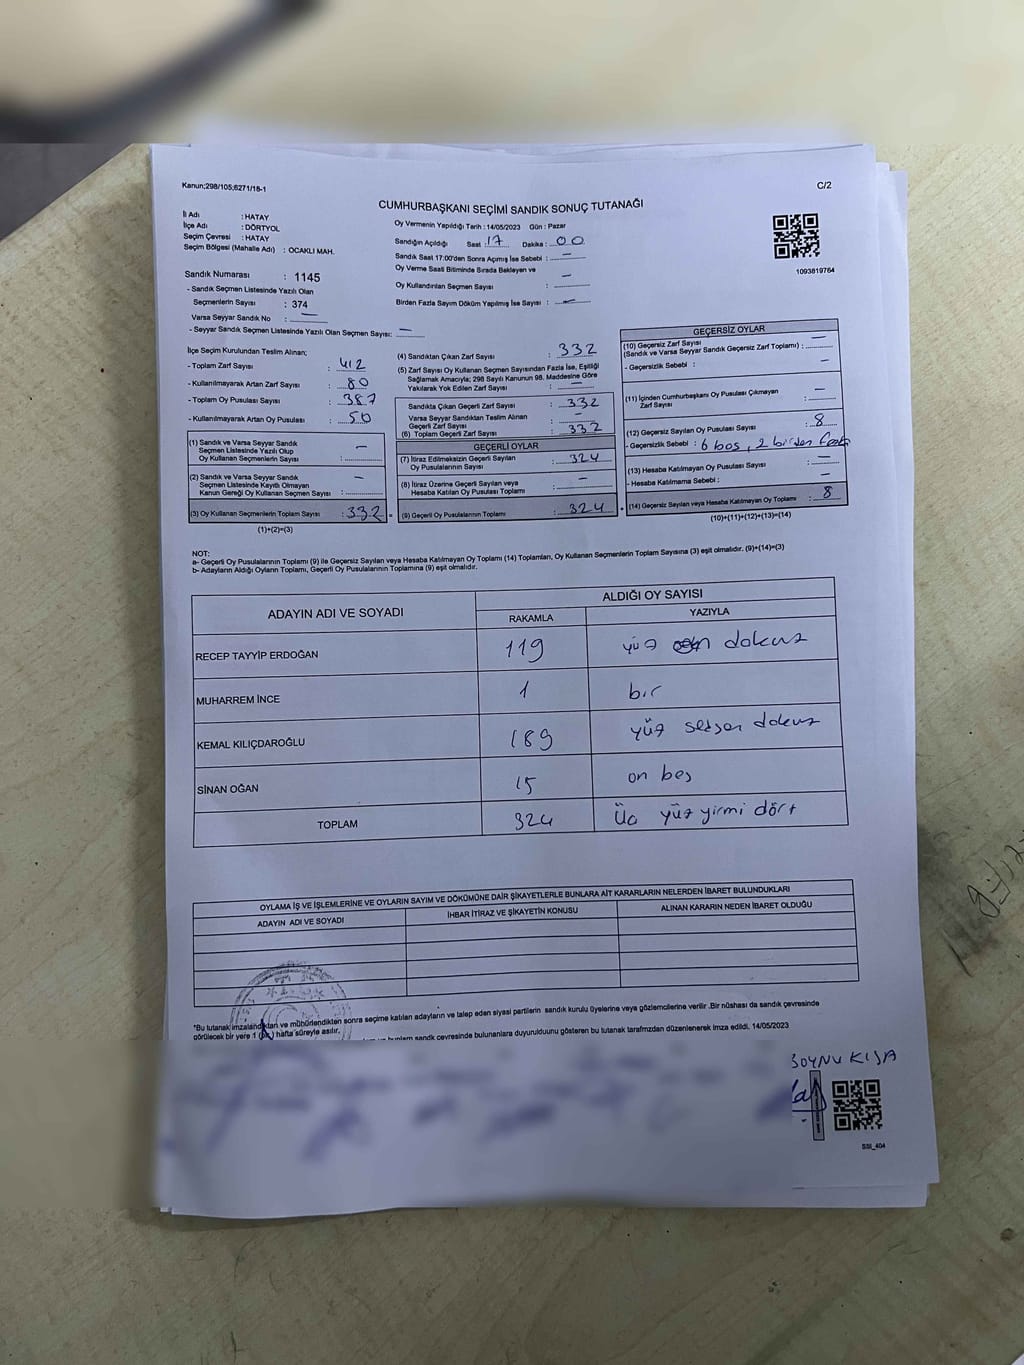 Kanun;298/105;6271/18-1
C/2
CUMHURBAŞKANI SEÇİMİ SANDIK SONUÇ TUTANAĞI
İl Adı : HATAY
İlçe Adı : DÖRTYOL
Seçim Çevresi : HATAY
Seçim Bölgesi (Mahalle Adı) : OCAKLI MAH.
Oy Vermenin Yapıldığı Tarih : 14/05/2023 Gün : Pazar
Sandığın Açıldığı Saat : 17 Dakika : 00
Sandık Saat 17:00'den Sonra Açımış İse Sebebi : —
Oy Verme Saati Bitiminde Sırada Bekleyen ve
Oy Kullandırılan Seçmen Sayısı : —
Birden Fazla Sayım Döküm Yapılmış İse Sayısı : —
1093819764
Sandık Numarası : 1145
- Sandık Seçmen Listesinde Yazılı Olan
Seçmenlerin Sayısı : 374
Varsa Seyyar Sandık No : —
- Seyyar Sandık Seçmen Listesinde Yazılı Olan Seçmen Sayısı: —
İlçe Seçim Kurulundan Teslim Alınan;
- Toplam Zarf Sayısı : 412
- Kullanılmayarak Artan Zarf Sayısı : 80
- Toplam Oy Pusulası Sayısı : 387
- Kullanılmayarak Artan Oy Pusulası : 50
(1) Sandık ve Varsa Seyyar Sandık
Seçmen Listesinde Yazılı Olup
Oy Kullanan Seçmenlerin Sayısı : —
(2) Sandık ve Varsa Seyyar Sandık
Seçmen Listesinde Kayıtlı Olmayan
Kanun Gereği Oy Kullanan Seçmen Sayısı : —
(3) Oy Kullanan Seçmenlerin Toplam Sayısı : 332
(1)+(2)=(3)
(4) Sandıktan Çıkan Zarf Sayısı : 332
(5) Zarf Sayısı Oy Kullanan Seçmen Sayısından Fazla İse, Eşitliği
Sağlamak Amacıyla; 298 Sayılı Kanunun 98. Maddesine Göre
Yakılarak Yok Edilen Zarf Sayısı : —
Sandıkta Çıkan Geçerli Zarf Sayısı : 332
Varsa Seyyar Sandıktan Teslim Alınan
Geçerli Zarf Sayısı : —
(6) Toplam Geçerli Zarf Sayısı : 332
GEÇERLİ OYLAR
(7) İtiraz Edilmeksizin Geçerli Sayılan
Oy Pusulalarının Sayısı : 324
(8) İtiraz Üzerine Geçerli Sayılan veya
Hesaba Katılan Oy Pusulası Toplamı : —
(9) Geçerli Oy Pusulalarının Toplamı : 324
GEÇERSİZ OYLAR
(10) Geçersiz Zarf Sayısı
(Sandık ve Varsa Seyyar Sandık Geçersiz Zarf Toplamı) : —
- Geçersizlik Sebebi : —
(11) İçinden Cumhurbaşkanı Oy Pusulası Çıkmayan
Zarf Sayısı : —
(12) Geçersiz Sayılan Oy Pusulası Sayısı : 8
- Geçersizlik Sebebi : 6 boş, 2 birden fazla
(13) Hesaba Katılmayan Oy Pusulası Sayısı : —
- Hesaba Katılmama Sebebi : —
(14) Geçersiz Sayılan veya Hesaba Katılmayan Oy Toplamı : 8
(10)+(11)+(12)+(13)=(14)
NOT:
a- Geçerli Oy Pusulalarının Toplamı (9) ile Geçersiz Sayılan veya Hesaba Katılmayan Oy Toplamı (14) Toplamları, Oy Kullanan Seçmenlerin Toplam Sayısına (3) eşit olmalıdır. (9)+(14)=(3)
b- Adayların Aldığı Oyların Toplamı, Geçerli Oy Pusulalarının Toplamına (9) eşit olmalıdır.
ADAYIN ADI VE SOYADI
ALDIĞI OY SAYISI
RAKAMLA YAZIYLA
RECEP TAYYİP ERDOĞAN 119 yüz on dokuz
MUHARREM İNCE 1 bir
KEMAL KILIÇDAROĞLU 189 yüz seksen dokuz
SİNAN OĞAN 15 on beş
TOPLAM 324 Üç yüz yirmi dört
OYLAMA İŞ VE İŞLEMLERİNE VE OYLARIN SAYIM VE DÖKÜMÜNE DAİR ŞİKAYETLERLE BUNLARA AİT KARARLARIN NELERDEN İBARET BULUNDUKLARI
ADAYIN ADI VE SOYADI İHBAR İTİRAZ VE ŞİKAYETİN KONUSU ALINAN KARARIN NEDEN İBARET OLDUĞU
"Bu tutanak imzalandıktan ve mühürlendikten sonra seçime katılan adayların ve talep eden siyasi partilerin sandık kurulu üyelerine veya gözlemcilerine verilir .Bir nüshası da sandık çevresinde
görülecek bir yere 1 (bir) hafta süreyle asılır.
sandık çevresinde bulunanlara duyurulduunu gösteren bu tutanak tarafımızdan düzenlenerek imza edildi. 14/05/2023
BOYNU KISA
SSI_404